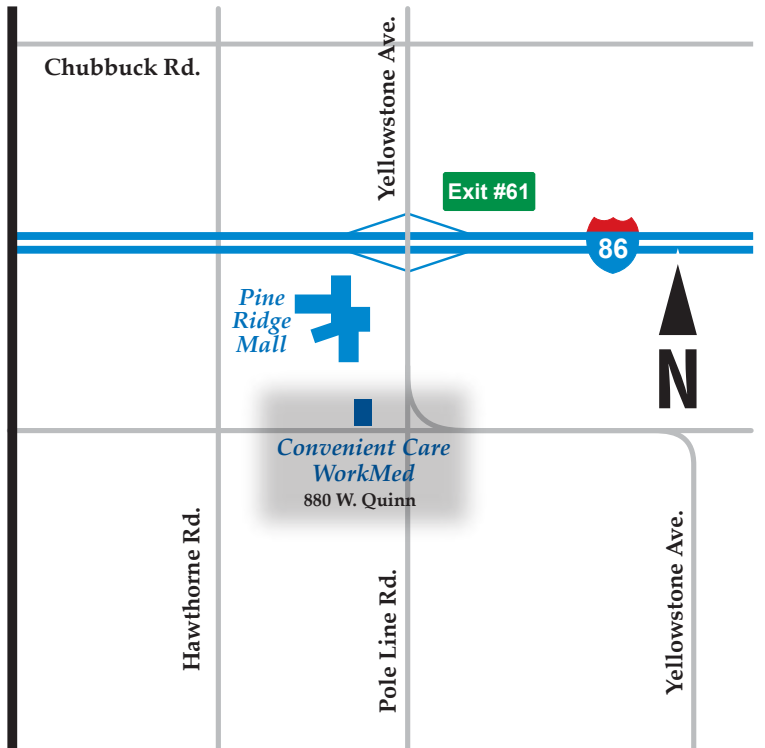 Chubbuck Rd.
Yellowstone Ave.
Exit #61
86
Pine
Ridge
Mall
N
Convenient Care
WorkMed
880 W. Quinn
Hawthorne Rd.
Pole Line Rd.
Yellowstone Ave.